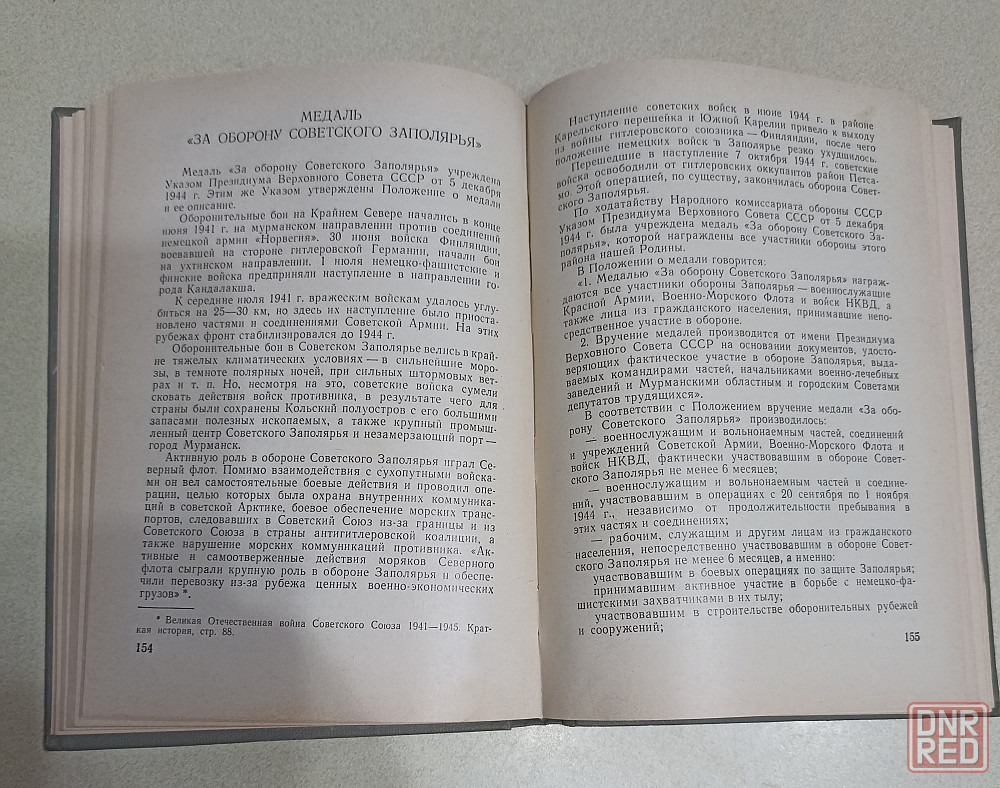 МЕДАЛЬ
«ЗА ОБОРОНУ СОВЕТСКОГО ЗАПОЛЯРЬЯ»
Медаль «За оборону Советского Заполярья» учреждена
Указом Президиума Верховного Совета СССР от 5 декабря
1944 г. Этим же Указом утверждены Положение о медали
и ее описание.
Оборонительные бои на Крайнем Севере начались в конце
июня 1941 г. на мурманском направлении против соединений
немецкой армии «Норвегия». 30 июня войска Финляндии,
воевавшей на стороне гитлеровской Германии, начали бои
на ухтинском направлении. 1 июля немецко-фашистские и
финские войска предприняли наступление в направлении го-
рода Кандалакша.
К середине июля 1941 г. вражеским войскам удалось углу-
биться на 25—30 км, но здесь их наступление было приоста-
новлено частями и соединениями Советской Армии. На этих
рубежах фронт стабилизировался до 1944 г.
Оборонительные бои в Советском Заполярье велись в край-
не тяжелых климатических условиях — в сильнейшие моро-
зы, в темноте полярных ночей, при сильных штормовых вет-
рах и т. п. Но, несмотря на это, советские войска сумели
сковать действия войск противника, в результате чего для
страны были сохранены Кольский полуостров с его большими
запасами полезных ископаемых, а также крупный промыш-
ленный центр Советского Заполярья и незамерзающий порт —
город Мурманск.
Активную роль в обороне Советского Заполярья играл Се-
верный флот. Помимо взаимодействия с сухопутными войска-
ми он вел самостоятельные боевые действия и проводил опе-
рации, целью которых была охрана внутренних коммуника-
ций в советской Арктике, боевое обеспечение морских транс-
портов, следовавших в Советский Союз из-за границы и из
Советского Союза в страны антигитлеровской коалиции, а
также нарушение морских коммуникаций противника. «Ак-
тивные и самоотверженные действия моряков Северного
флота сыграли крупную роль в обороне Заполярья и обеспе-
чили перевозку из-за рубежа ценных военно-экономических
грузов» *.
* Великая Отечественная война Советского Союза 1941—1945. Крат-
кая история, стр. 88.
154
Наступление советских войск в июне 1944 г. в районе
Карельского перешейка и Южной Карелии привело к выходу
из войны гитлеровского союзника — Финляндии, после чего
положение немецких войск в Заполярье резко ухудшилось.
Перешедшие в наступление 7 октября 1944 г. советские
войска освободили от гитлеровских оккупантов район Петса-
мо. Этой операцией, по существу, закончилась оборона Совет-
ского Заполярья.
По ходатайству Народного комиссариата обороны СССР
Указом Президиума Верховного Совета СССР от 5 декабря
1944 г. была учреждена медаль «За оборону Советского За-
полярья», которой награждены все участники обороны этого
района нашей Родины.
В Положении о медали говорится:
«1. Медалью «За оборону Советского Заполярья» награж-
даются все участники обороны Заполярья — военнослужащие
Красной Армии, Военно-Морского Флота и войск НКВД, а
также лица из гражданского населения, принимавшие непо-
средственное участие в обороне.
2. Вручение медалей производится от имени Президиума
Верховного Совета СССР на основании документов, удосто-
веряющих фактическое участие в обороне Заполярья, выда-
ваемых командирами частей, начальниками военно-лечебных
заведений и Мурманскими областным и городским Советами
депутатов трудящихся».
В соответствии с Положением вручение медали «За обо-
рону Советского Заполярья» производилось:
— военнослужащим и вольнонаемным частей, соединений
и учреждений Советской Армии, Военно-Морского Флота и
войск НКВД, фактически участвовавшим в обороне Совет-
ского Заполярья не менее 6 месяцев;
— военнослужащим и вольнонаемным частей и соедине-
ний, участвовавшим в операциях с 20 сентября по 1 ноября
1944 г., независимо от продолжительности пребывания в
этих частях и соединениях;
— рабочим, служащим и другим лицам из гражданского
населения, непосредственно участвовавшим в обороне Совет-
ского Заполярья не менее 6 месяцев, а именно:
участвовавшим в боевых операциях по защите Заполярья;
принимавшим активное участие в борьбе с немецко-фа-
шистскими захватчиками в их тылу;
участвовавшим в строительстве оборонительных рубежей
и сооружений;
155
DNR
RED